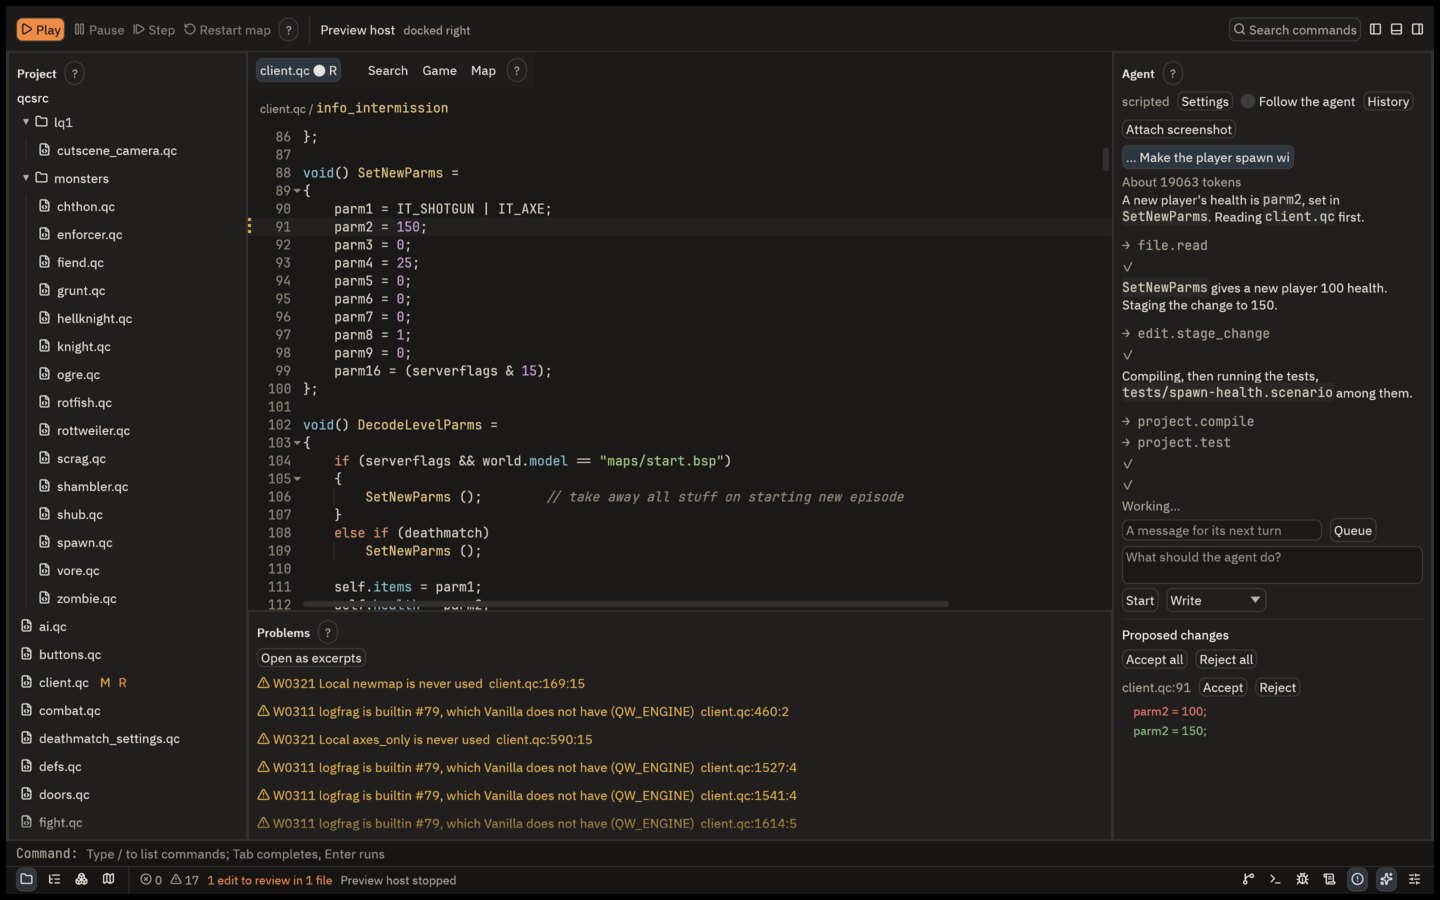 Play Pause Step Restart map ? Preview host docked right Search commands
Project ?
qcsrc
lq1
cutscene_camera.qc
monsters
chthon.qc
enforcer.qc
fiend.qc
grunt.qc
hellknight.qc
knight.qc
ogre.qc
rotfish.qc
rottweiler.qc
scrag.qc
shambler.qc
shub.qc
spawn.qc
vore.qc
zombie.qc
ai.qc
buttons.qc
client.qc M R
combat.qc
deathmatch_settings.qc
defs.qc
doors.qc
fight.qc
client.qc R Search Game Map ?
client.qc / info_intermission
86 };
87
88 void() SetNewParms =
89 {
90 parm1 = IT_SHOTGUN | IT_AXE;
91 parm2 = 150;
92 parm3 = 0;
93 parm4 = 25;
94 parm5 = 0;
95 parm6 = 0;
96 parm7 = 0;
97 parm8 = 1;
98 parm9 = 0;
99 parm16 = (serverflags & 15);
100 };
101
102 void() DecodeLevelParms =
103 {
104 if (serverflags && world.model == "maps/start.bsp")
105 {
106 SetNewParms (); // take away all stuff on starting new episode
107 }
108 else if (deathmatch)
109 SetNewParms ();
110
111 self.items = parm1;
112 self.health = parm2;
Problems ?
Open as excerpts
W0321 Local newmap is never used client.qc:169:15
W0311 logfrag is builtin #79, which Vanilla does not have (QW_ENGINE) client.qc:460:2
W0321 Local axes_only is never used client.qc:590:15
W0311 logfrag is builtin #79, which Vanilla does not have (QW_ENGINE) client.qc:1527:4
W0311 logfrag is builtin #79, which Vanilla does not have (QW_ENGINE) client.qc:1541:4
W0311 logfrag is builtin #79, which Vanilla does not have (QW_ENGINE) client.qc:1614:5
Agent ?
scripted Settings Follow the agent History
Attach screenshot
... Make the player spawn wi
About 19063 tokens
A new player's health is parm2, set in
SetNewParms. Reading client.qc first.
→ file.read
✓
SetNewParms gives a new player 100 health.
Staging the change to 150.
→ edit.stage_change
✓
Compiling, then running the tests,
tests/spawn-health.scenario among them.
→ project.compile
→ project.test
✓
✓
Working...
A message for its next turn Queue
What should the agent do?
Start Write
Proposed changes
Accept all Reject all
client.qc:91 Accept Reject
parm2 = 100;
parm2 = 150;
Command: Type / to list commands; Tab completes, Enter runs
0 17 1 edit to review in 1 file Preview host stopped